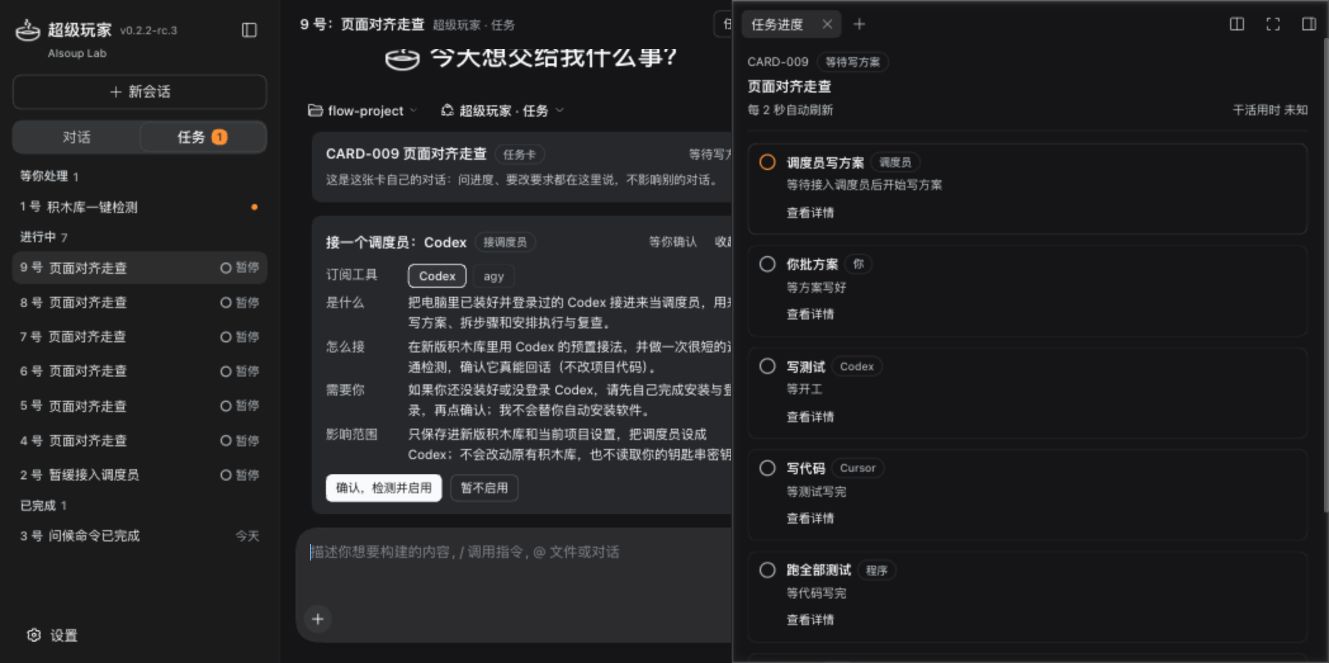 超级玩家 v0.2.2-rc.3
AIsoup Lab
+ 新会话
对话 任务 1
等你处理 1
1 号 积木库一键检测
进行中 7
9 号 页面对齐走查 暂停
8 号 页面对齐走查 暂停
7 号 页面对齐走查 暂停
6 号 页面对齐走查 暂停
5 号 页面对齐走查 暂停
4 号 页面对齐走查 暂停
2 号 暂缓接入调度员 暂停
已完成 1
3 号 问候命令已完成 今天
设置
9 号：页面对齐走查 超级玩家 · 任务
今天想交给我什么事？
flow-project 超级玩家 · 任务
CARD-009 页面对齐走查 任务卡 等待写方
这是这张卡自己的对话：问进度、要改要求都在这里说，不影响别的对话。
接一个调度员：Codex 接调度员 等你确认
订阅工具 Codex agy
是什么 把电脑里已装好并登录过的 Codex 接进来当调度员，用
写方案、拆步骤和安排执行与复查。
怎么接 在新版积木库里用 Codex 的预置接法，并做一次很短的
通检测，确认它真能回话（不改项目代码）。
需要你 如果你还没装好或没登录 Codex，请先自己完成安装与
录，再点确认；我不会替你自动安装软件。
影响范围 只保存进新版积木库和当前项目设置，把调度员设成
Codex；不会改动原有积木库，也不读取你的钥匙串密钥
确认，检测并启用 暂不启用
描述你想要构建的内容, / 调用指令, @ 文件或对话
+
任务进度 × +
CARD-009 等待写方案
页面对齐走查
每 2 秒自动刷新 干活用时 未知
调度员写方案 调度员
等待接入调度员后开始写方案
查看详情
你批方案 你
等方案写好
查看详情
写测试 Codex
等开工
查看详情
写代码 Cursor
等测试写完
查看详情
跑全部测试 程序
等代码写完
查看详情